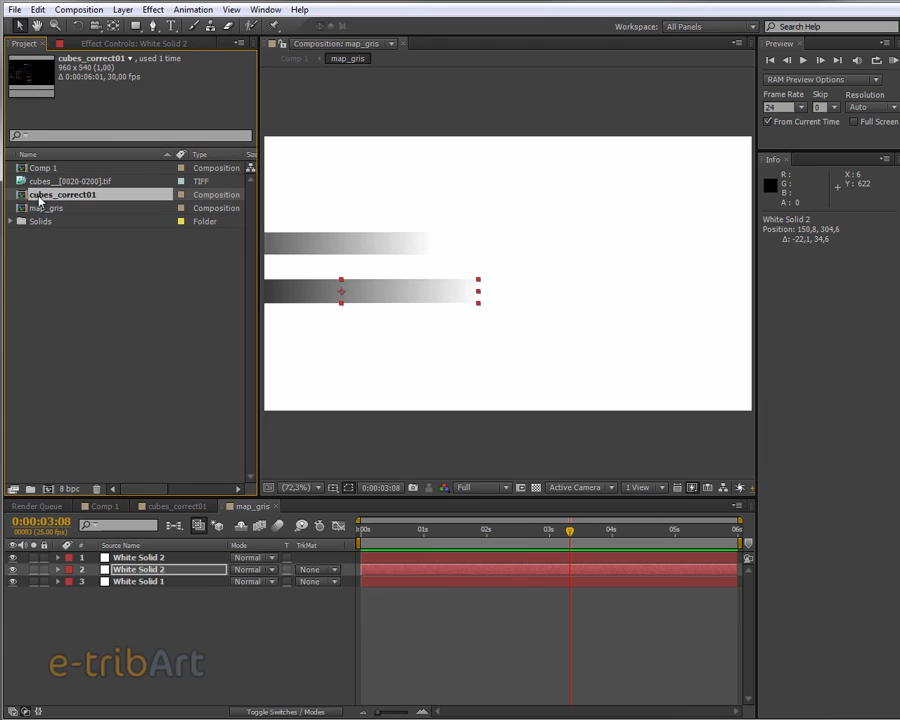 File Edit Composition Layer Effect Animation View Window Help
Workspace: All Panels Search Help
Project Effect Controls: White Solid 2 Composition: map_gris Preview
cubes_correct01 , used 1 time
960 x 540 (1,00)
Δ 0:00:06:01, 30,00 fps
Comp 1 map_gris
RAM Preview Options
Frame Rate Skip Resolution
24 0 Auto
From Current Time Full Screen
Name Type
Comp 1 Composition
cubes__[0020-0200].tif TIFF
cubes_correct01 Composition
map_gris Composition
Solids Folder
Info
R :
G :
B :
A : 0
X : 6
Y : 622
White Solid 2
Position: 150,8, 304,6
Δ: -22,1, 34,6
8 bpc (72,3%) 0:00:03:08 Full Active Camera 1 View
Render Queue Comp 1 cubes_correct01 map_gris
0:00:03:08
00083 (25.00 fps)
00s 01s 02s 03s 04s 05s 06s
# Source Name Mode T TrkMat
1 White Solid 2 Normal
2 White Solid 2 Normal None
3 White Solid 1 Normal None
e-tribArt
Toggle Switches / Modes